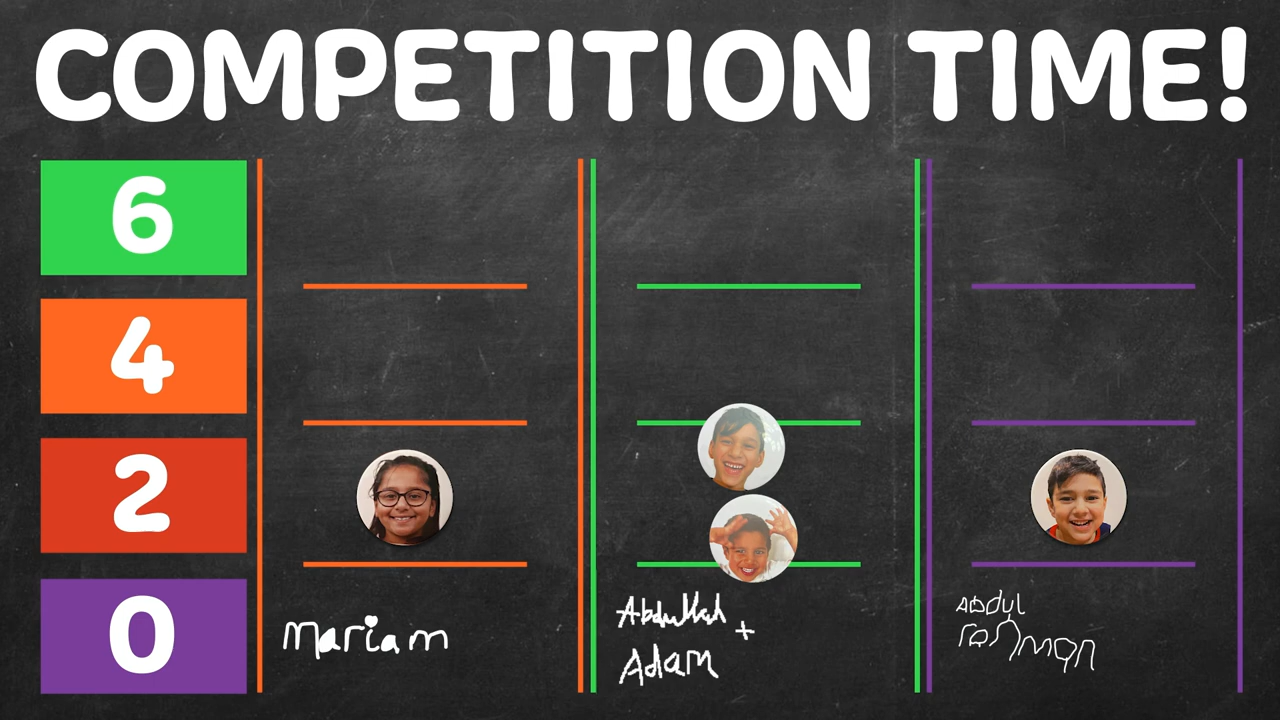 COMPETITION TIME!
6
4
2
0
Mariam
Abdullah +
Adam
Abdul
rahman